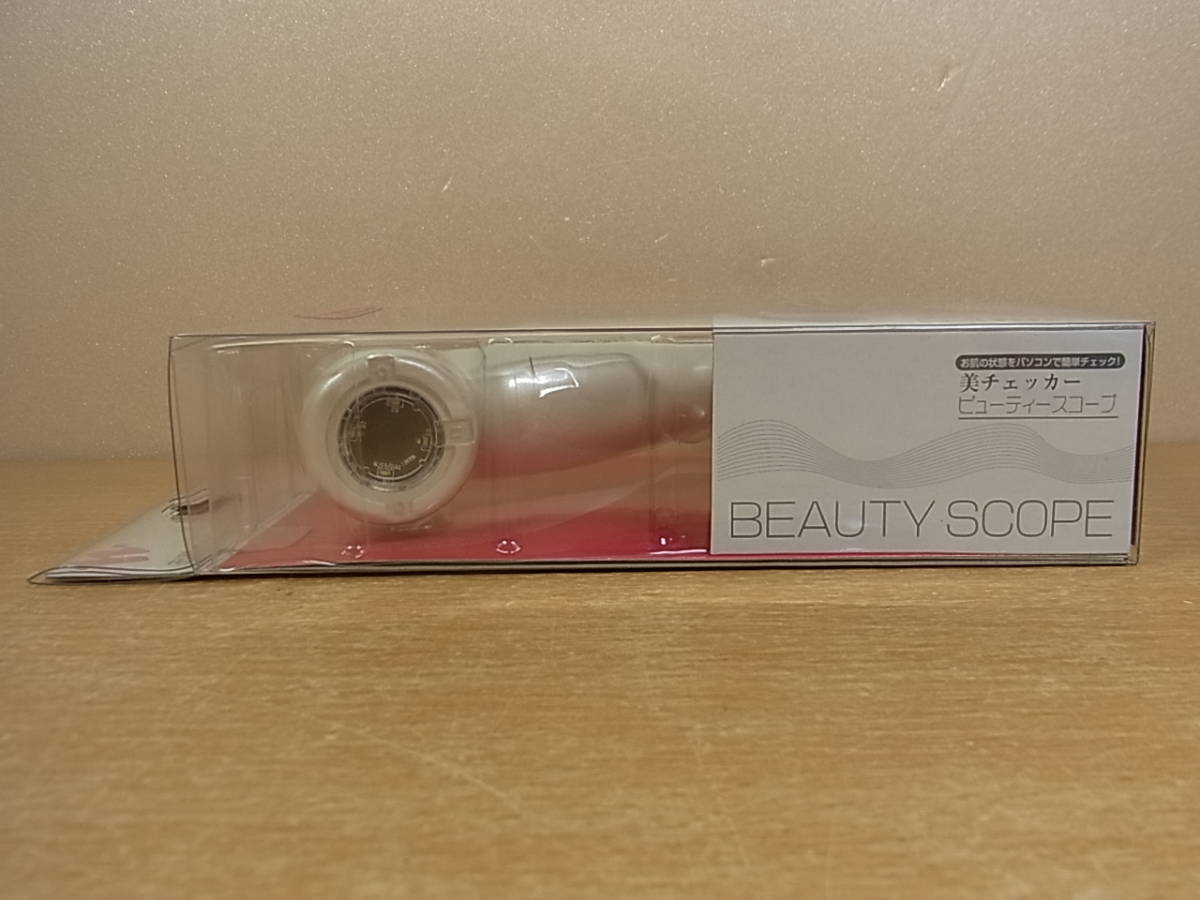 お肌の状態をパソコンで簡単チェック!
美チェッカー
ビューティースコープ
BEAUTY SCOPE